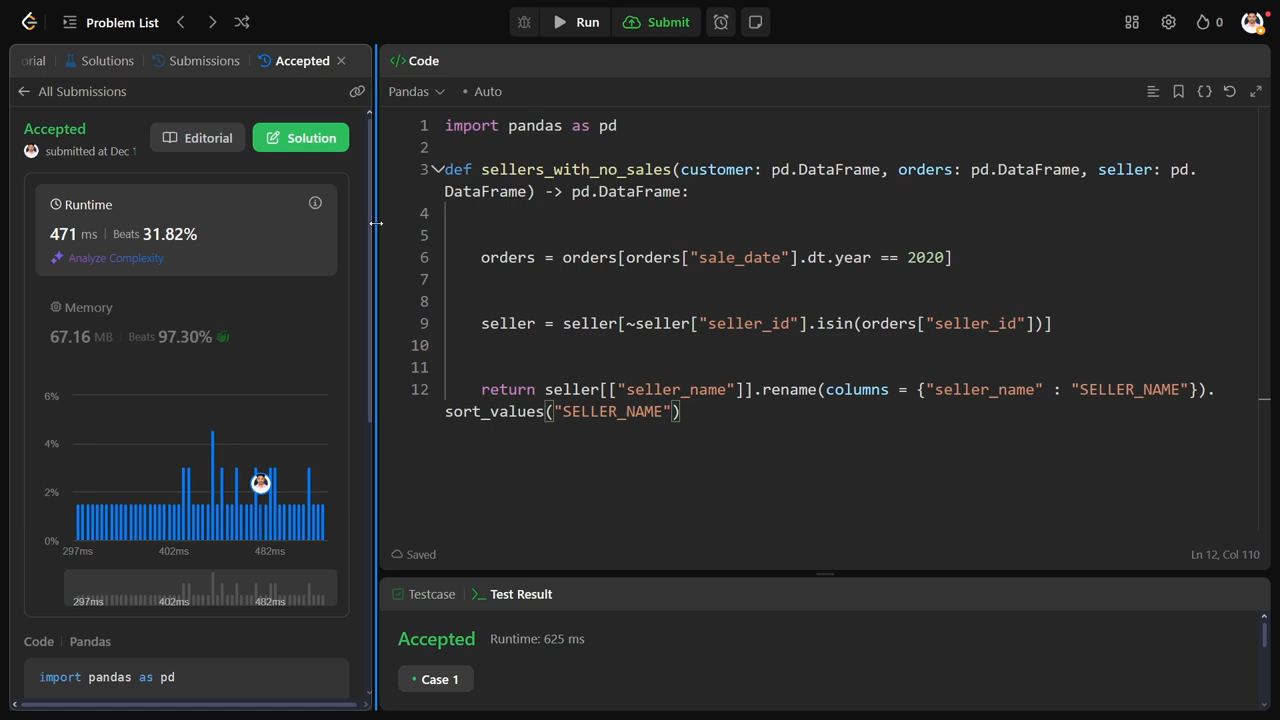 Problem List
Run
Submit
0
orial
Solutions
Submissions
Accepted
All Submissions
Accepted
submitted at Dec 1
Editorial
Solution
Runtime
471 ms | Beats 31.82%
Analyze Complexity
Memory
67.16 MB | Beats 97.30%
6%
4%
2%
0%
297ms 402ms 482ms
297ms 402ms 482ms
Code | Pandas
import pandas as pd
</> Code
Pandas • Auto
1 import pandas as pd
2
3 def sellers_with_no_sales(customer: pd.DataFrame, orders: pd.DataFrame, seller: pd.
DataFrame) -> pd.DataFrame:
4
5
6 orders = orders[orders["sale_date"].dt.year == 2020]
7
8
9 seller = seller[~seller["seller_id"].isin(orders["seller_id"])]
10
11
12 return seller[["seller_name"]].rename(columns = {"seller_name" : "SELLER_NAME"}).
sort_values("SELLER_NAME")
Saved
Ln 12, Col 110
Testcase
Test Result
Accepted Runtime: 625 ms
• Case 1